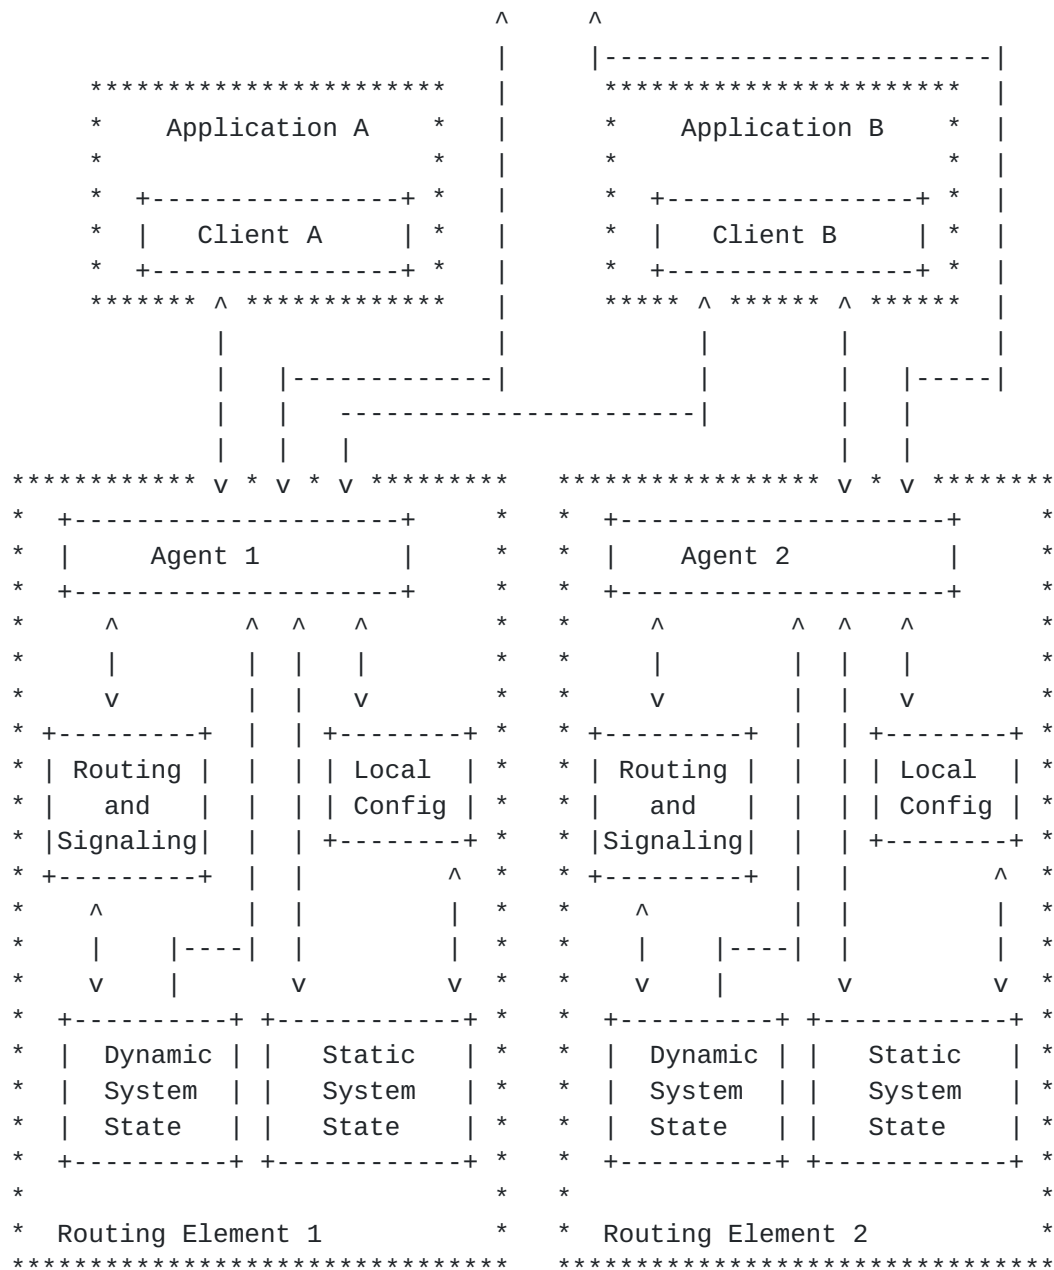 Application A Application B
Client A Client B
Agent 1 Agent 2
Routing Local Routing Local
and Config and Config
Signaling Signaling
Dynamic Static Dynamic Static
System System System System
State State State State
Routing Element 1 Routing Element 2